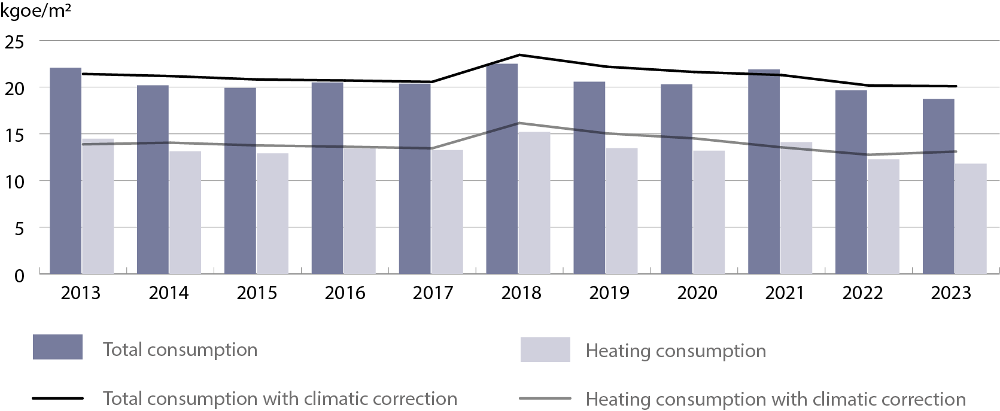 kgoe/m²
25
20
15
10
5
0
2013 2014 2015 2016 2017 2018 2019 2020 2021 2022 2023
Total consumption
Heating consumption
Total consumption with climatic correction
Heating consumption with climatic correction